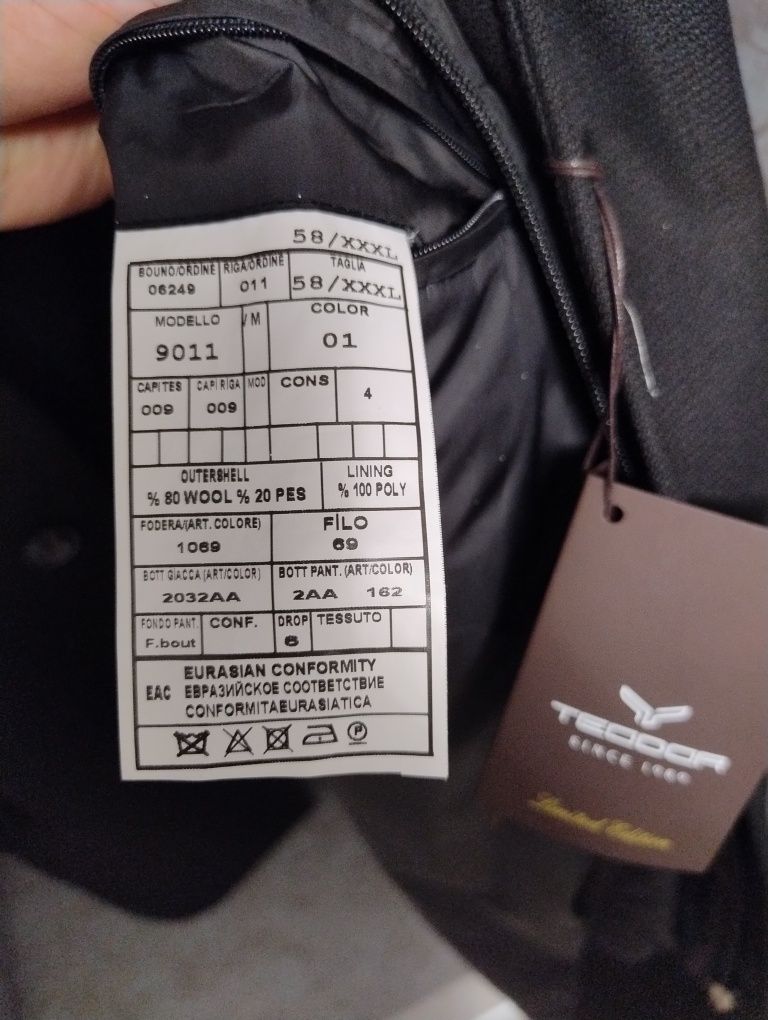 58/XXXL
BOUNO/ORDINE RIGA/ORDINE TAGLIA
06249 011 58/XXXL
MODELLO /M COLOR
9011 01
CAPITES CAPI RIGA MOD CONS 4
009 009
OUTERSHELL LINING
% 80 WOOL % 20 PES % 100 POLY
FODERA/(ART. COLORE) FİLO
1069 69
BOTT GIACCA (ART/COLOR) BOTT PANT. (ART/COLOR)
2032AA 2AA 162
FONDO PANT. CONF. DROP TESSUTO
F.bout 6
EAC EURASIAN CONFORMITY
ЕВРАЗИЙСКОЕ СООТВЕТСТВИЕ
CONFORMITAEURASIATICA
P
TEODOR
SINCE
Limited Edition